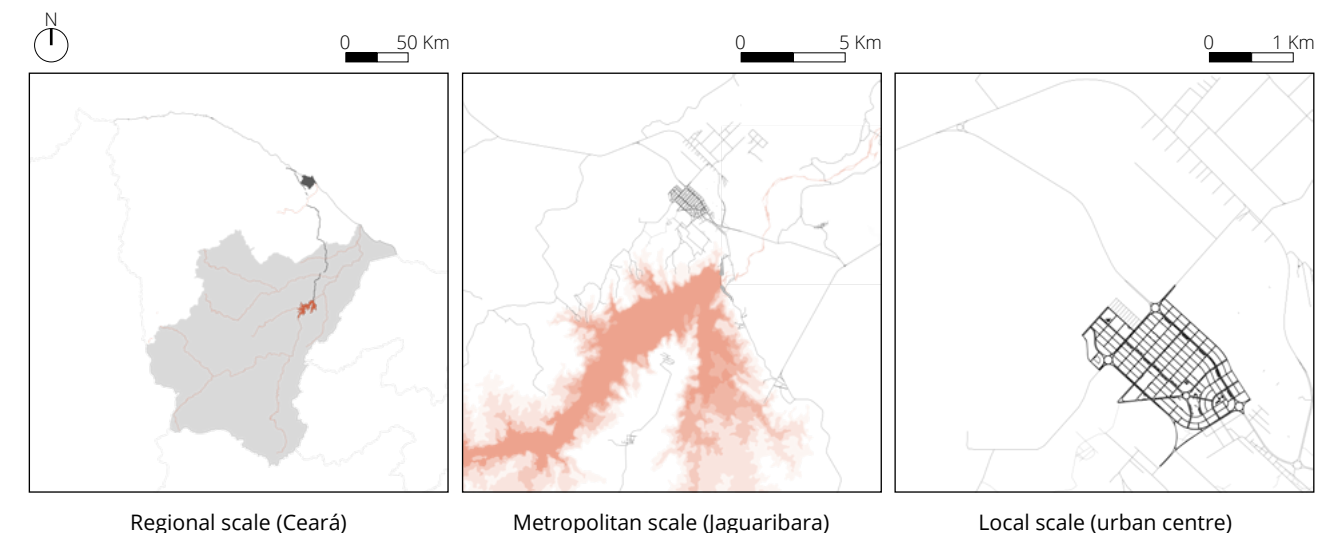 N
0 50 Km
0 5 Km
0 1 Km
Regional scale (Ceará)
Metropolitan scale (Jaguaribara)
Local scale (urban centre)